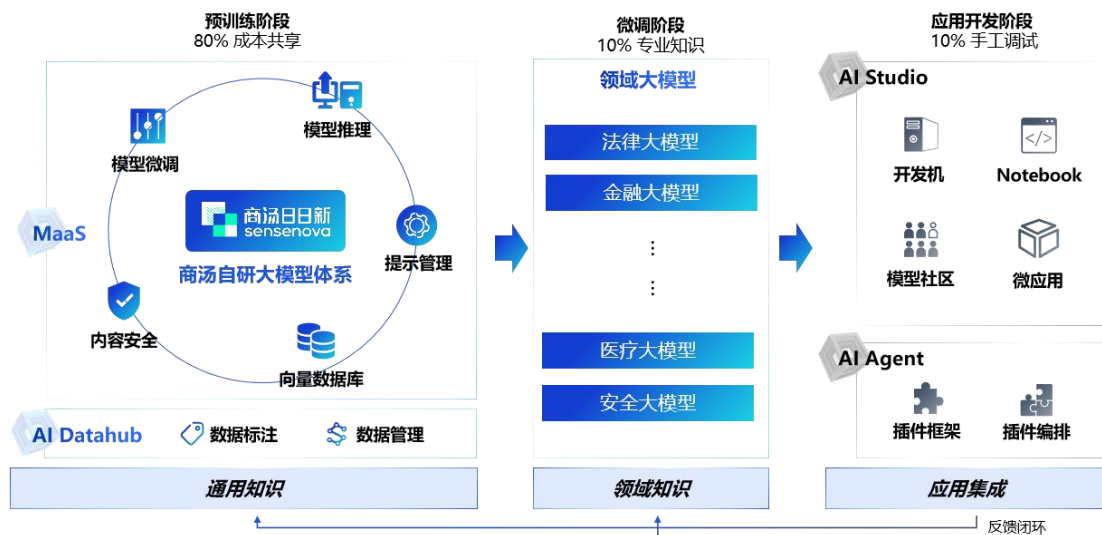 预训练阶段
80% 成本共享
模型推理
模型微调
商汤日日新
sensenova
MaaS
提示管理
商汤自研大模型体系
内容安全
向量数据库
AI Datahub
数据标注
数据管理
通用知识
微调阶段
10% 专业知识
领域大模型
法律大模型
金融大模型
⋮
⋮
医疗大模型
安全大模型
领域知识
应用开发阶段
10% 手工调试
AI Studio
</>
开发机
Notebook
模型社区
微应用
AI Agent
插件框架
插件编排
应用集成
反馈闭环